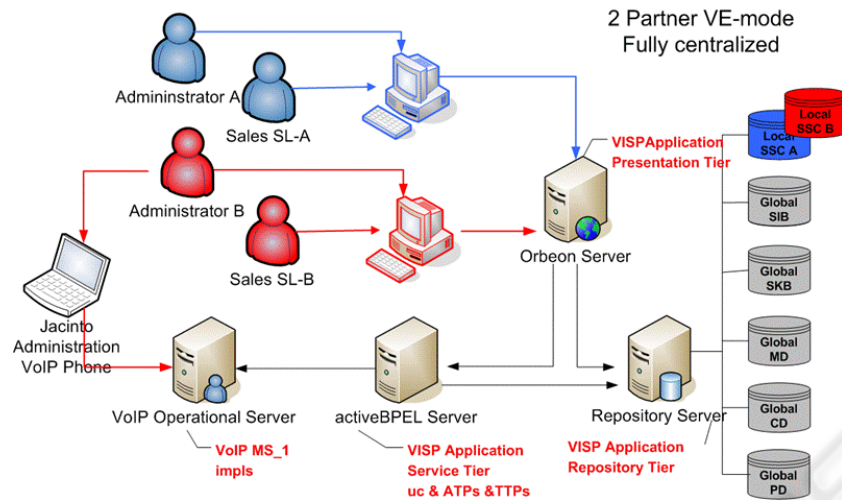 2 Partner VE-mode
Fully centralized
Admininstrator A
Sales SL-A
Local
SSC B
Local
SSC A
VISPApplication
Presentation Tier
Administrator B
Sales SL-B
Orbeon Server
Global
SIB
Global
SKB
Jacinto
Administration
VoIP Phone
Global
MD
VoIP Operational Server
activeBPEL Server
Repository Server
Global
CD
VoIP MS_1
impls
VISP Application
Service Tier
uc & ATPs &TTPs
VISP Application
Repository Tier
Global
PD